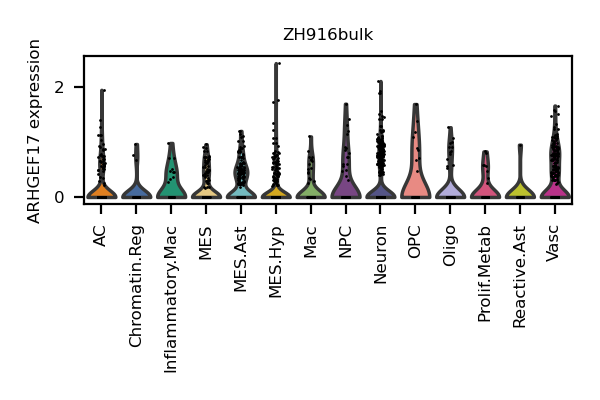 ZH916bulk
ARHGEF17 expression
2
0
AC
Chromatin.Reg
Inflammatory.Mac
MES
MES.Ast
MES.Hyp
Mac
NPC
Neuron
OPC
Oligo
Prolif.Metab
Reactive.Ast
Vasc